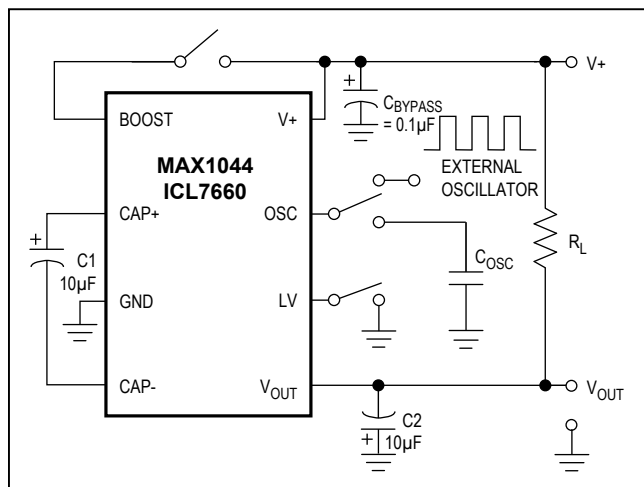 V+
BOOST
V+
+
CBYPASS
= 0.1µF
MAX1044
ICL7660
EXTERNAL
OSCILLATOR
CAP+
OSC
+
C1
10µF
COSC
RL
GND
LV
CAP-
VOUT
VOUT
C2
+
10µF